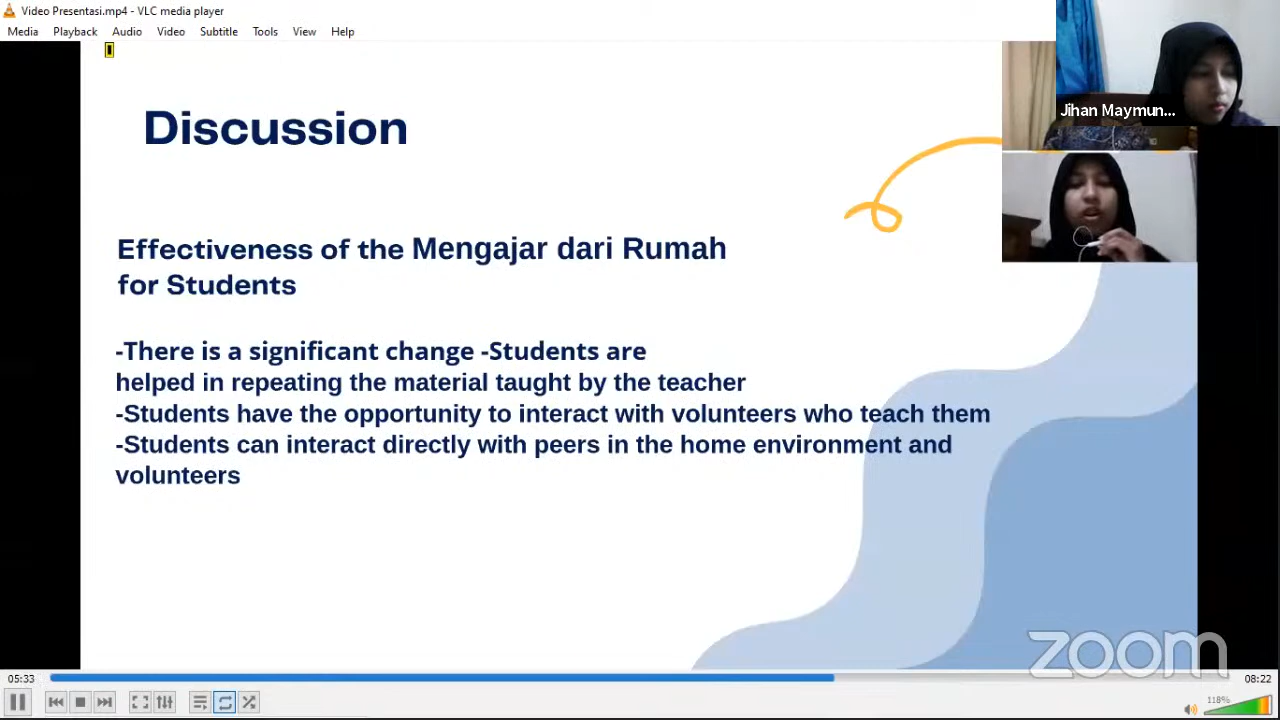 Video Presentasi.mp4 - VLC media player
Media Playback Audio Video Subtitle Tools View Help
Jihan Maymun...
Discussion
Effectiveness of the Mengajar dari Rumah
for Students
-There is a significant change -Students are
helped in repeating the material taught by the teacher
-Students have the opportunity to interact with volunteers who teach them
-Students can interact directly with peers in the home environment and
volunteers
zoom
05:33
08:22
118%